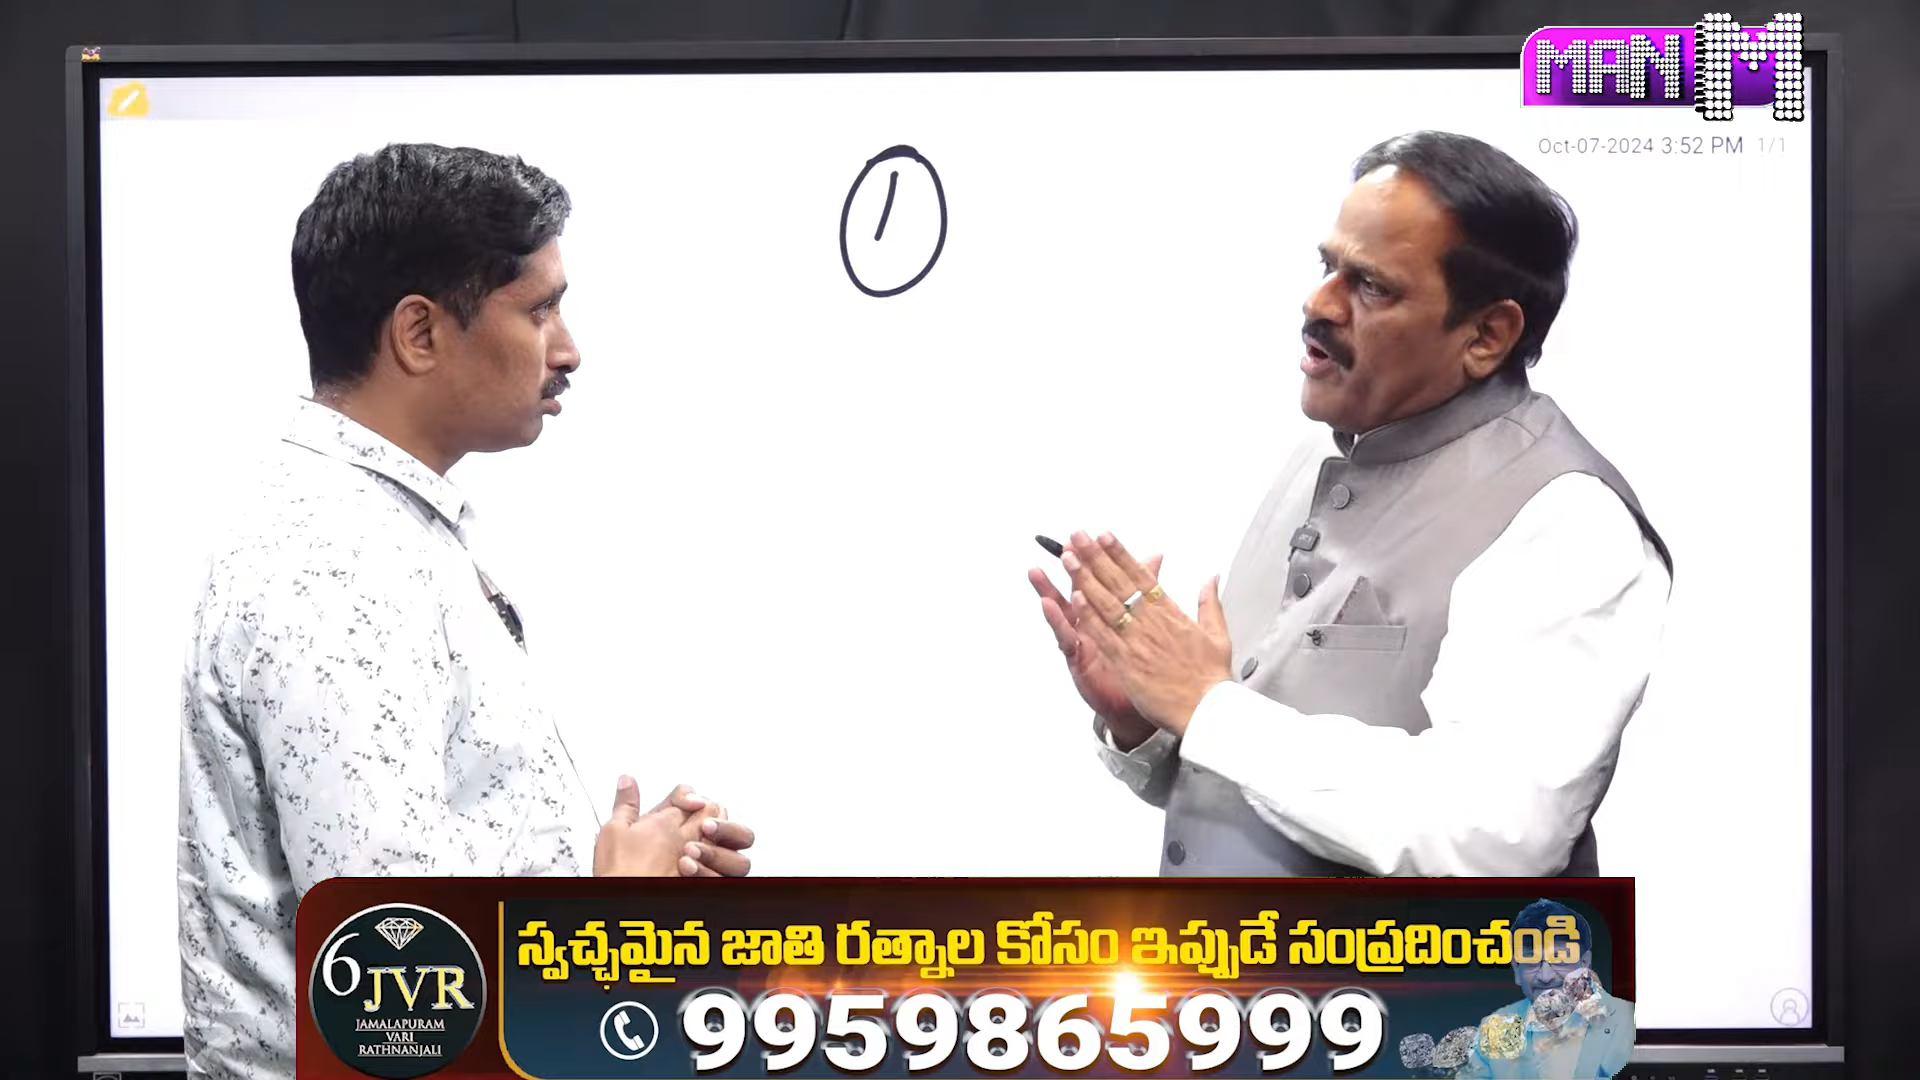 MAN M
Oct-07-2024 3:52 PM 1/1
1
స్వచ్ఛమైన జాతి రత్నాల కోసం ఇప్పుడే సంప్రదించండి
6 JVR
JAMALAPURAM
VARI
RATHNANJALI
9959865999